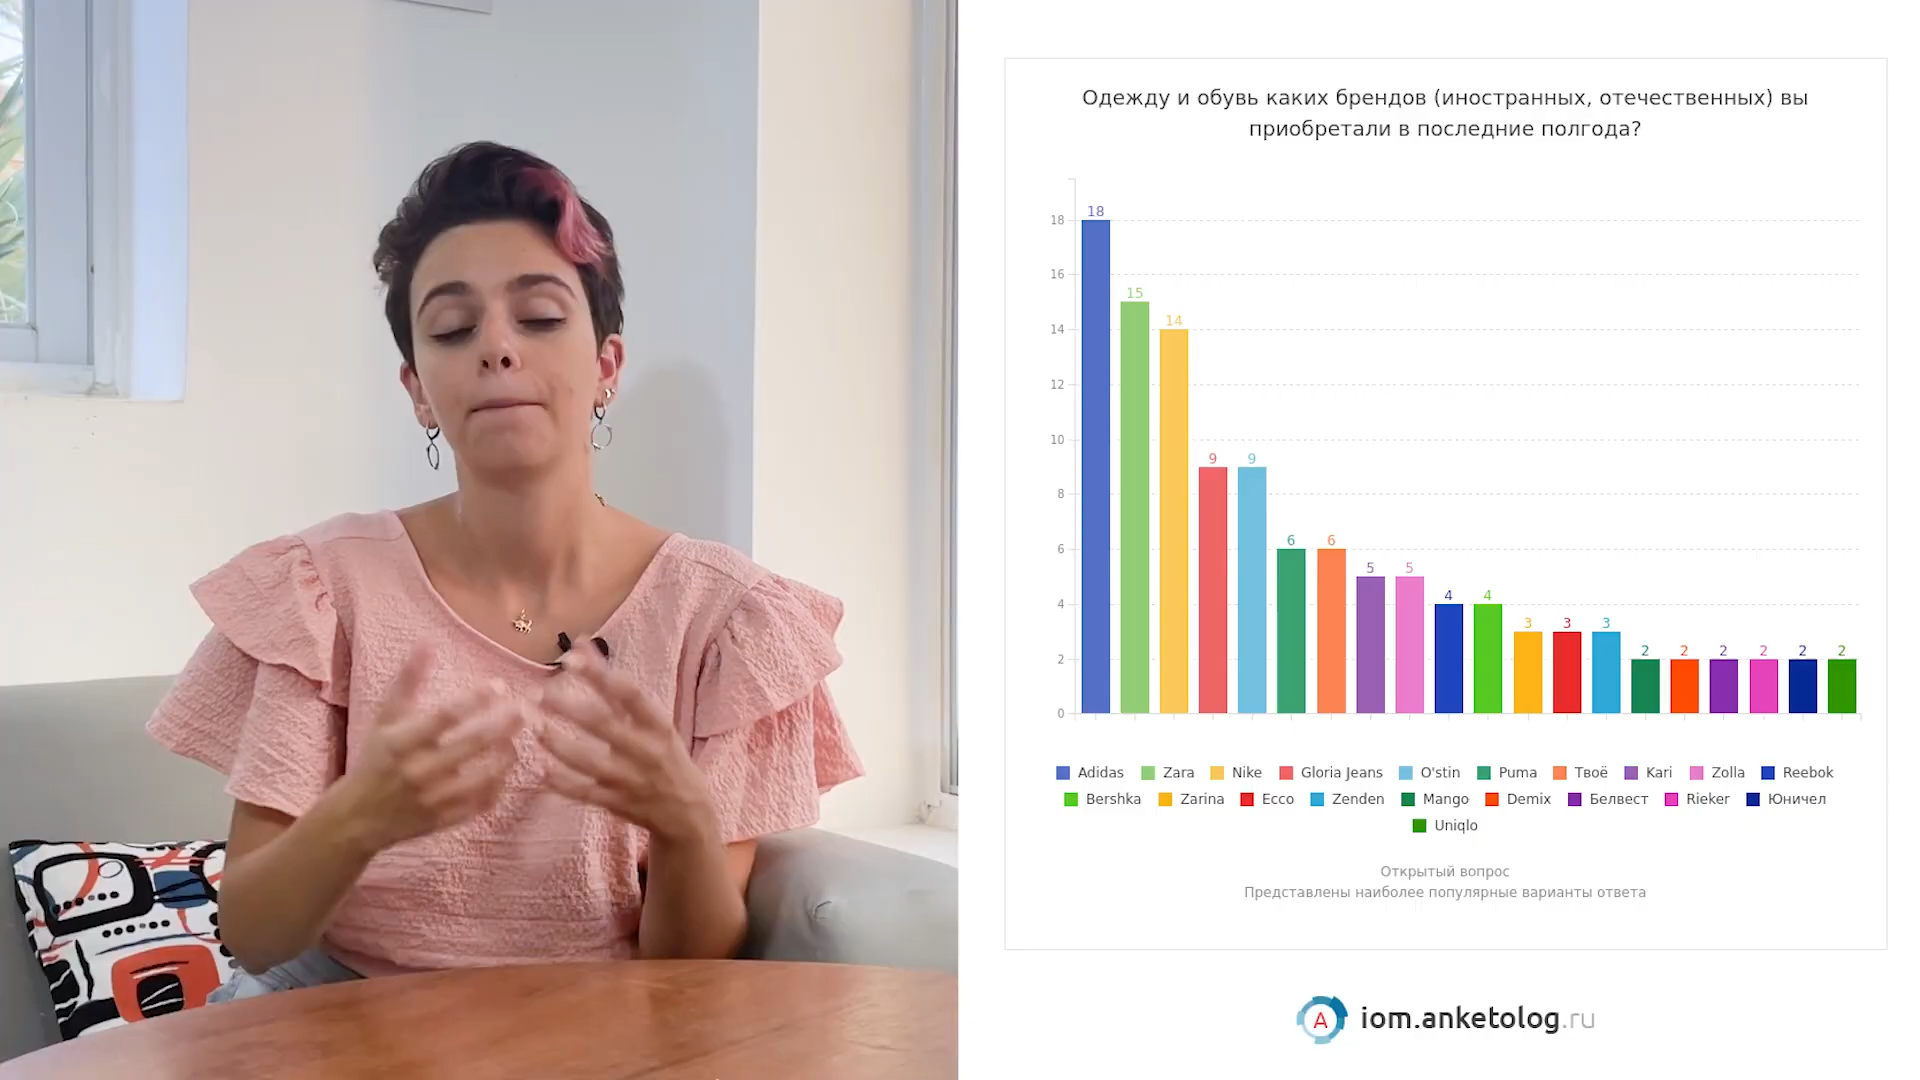 Одежду и обувь каких брендов (иностранных, отечественных) вы
приобретали в последние полгода?
18
15
14
9 9
6 6
5 5
4 4
3 3 3
2 2 2 2 2 2
18
16
14
12
10
8
6
4
2
0
Adidas Zara Nike Gloria Jeans O'stin Puma Твоё Kari Zolla Reebok
Bershka Zarina Ecco Zenden Mango Demix Белвест Rieker Юничел
Uniqlo
Открытый вопрос
Представлены наиболее популярные варианты ответа
A iom.anketolog.ru